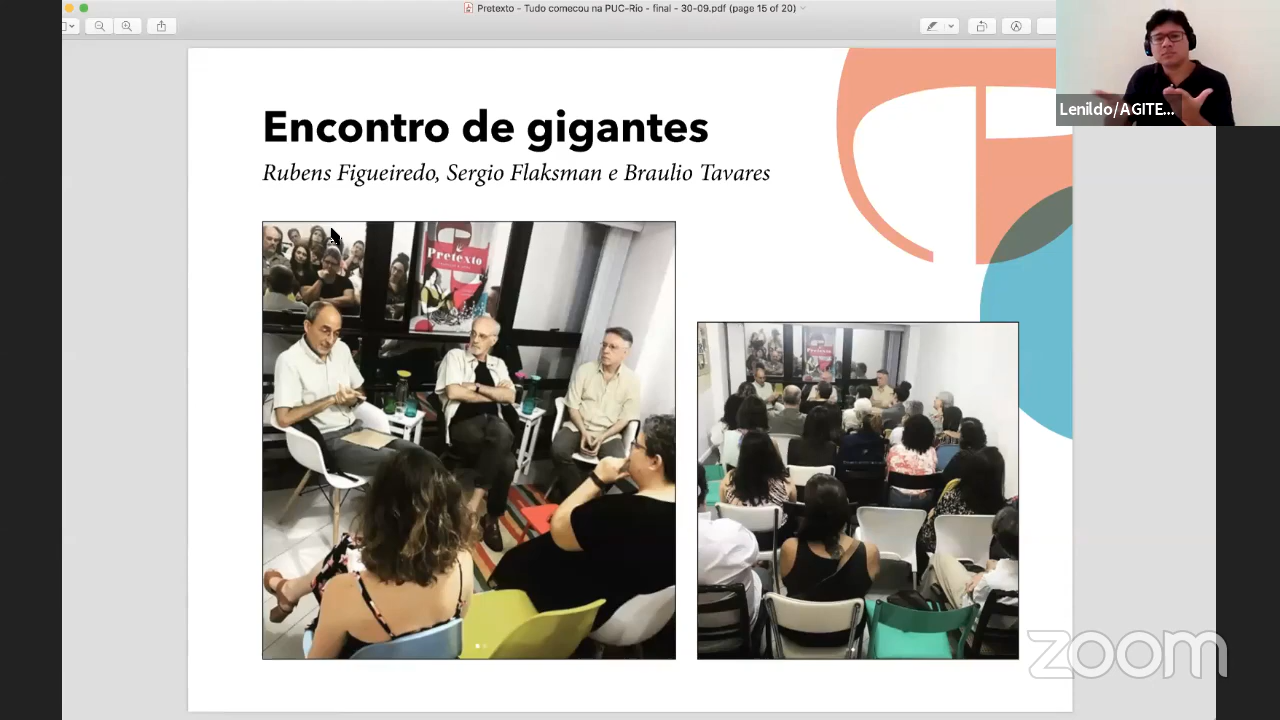 Pretexto - Tudo começou na PUC-Rio - final - 30-09.pdf (page 15 of 20)
Lenildo/AGITE...
Encontro de gigantes
Rubens Figueiredo, Sergio Flaksman e Braulio Tavares
Pretexto
Pretexto
zoom